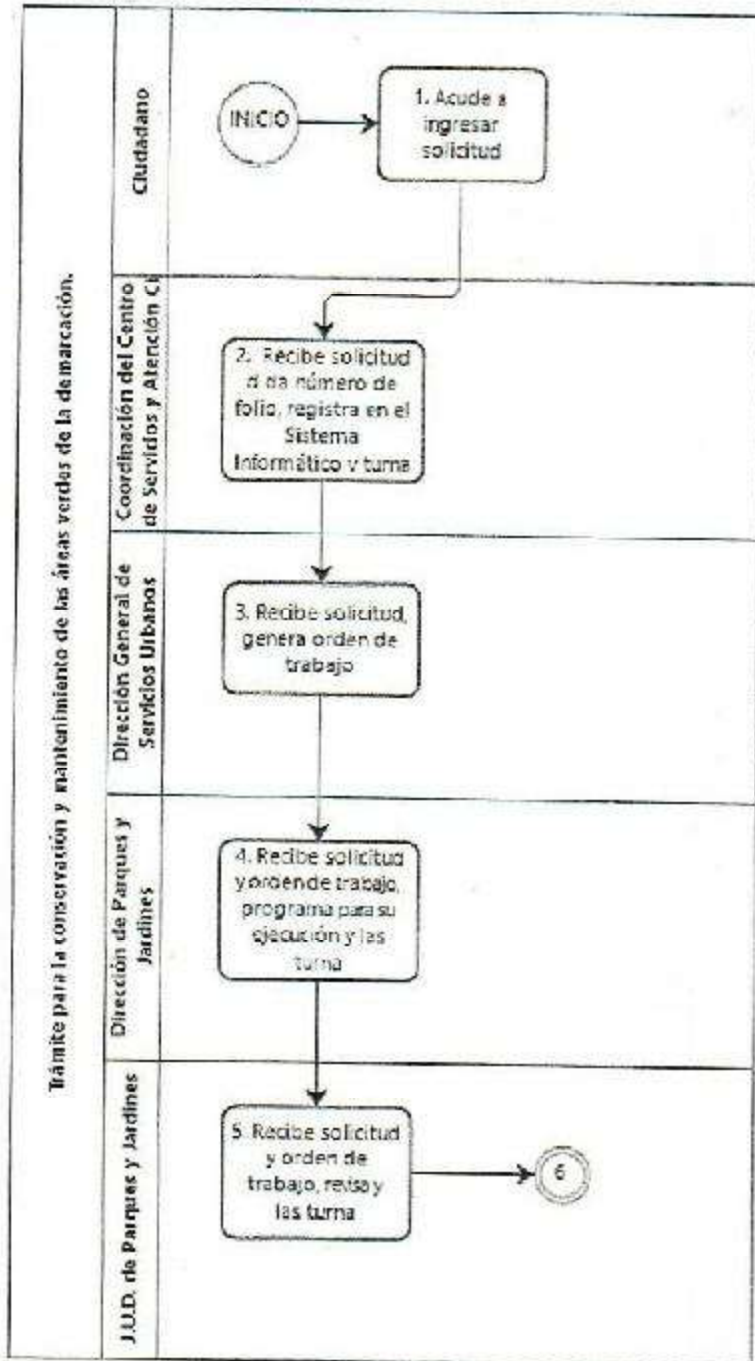 Trámite para la conservación y mantenimiento de las áreas verdes de la demarcación.
Ciudadano
INICIO
1. Acude a
ingresar
solicitud
Coordinación del Centro
de Servicios y Atención Ci
2. Recibe solicitud
da número de
folio, registra en el
Sistema
Informático y turna
Dirección General de
Servicios Urbanos
3. Recibe solicitud,
genera orden de
trabajo
Dirección de Parques y
Jardines
4. Recibe solicitud
y orden de trabajo,
programa para su
ejecución y las
turna
J.U.D. de Parques y Jardines
5. Recibe solicitud
y orden de
trabajo, revisa y
las turna
6